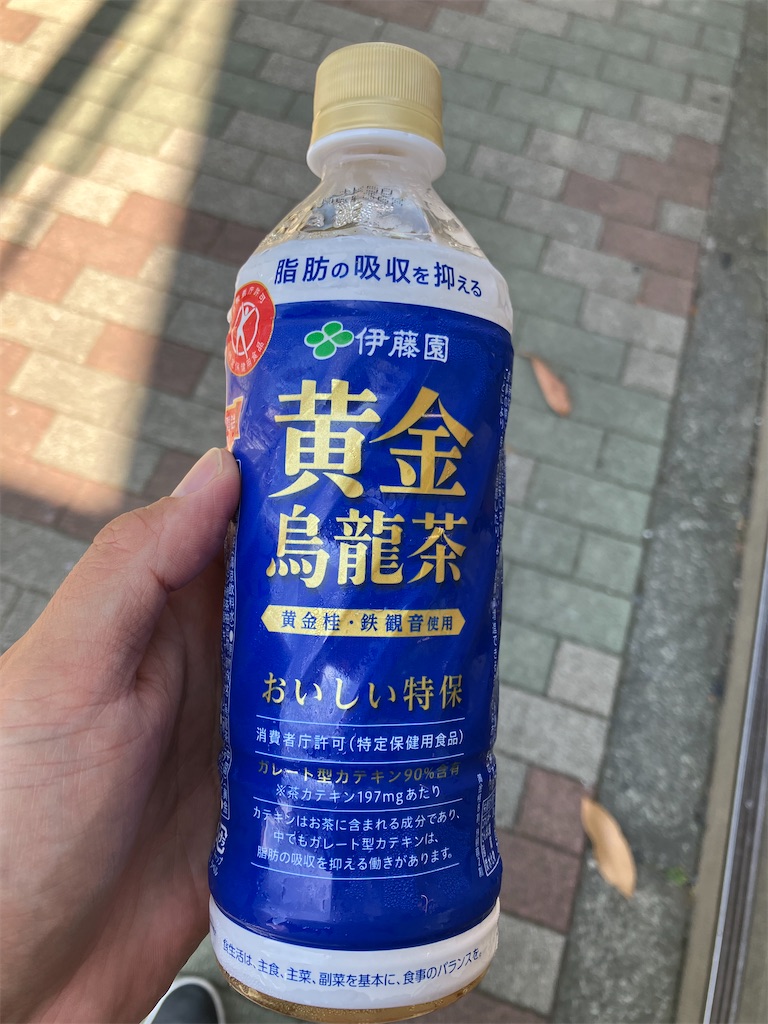 脂肪の吸収を抑える
伊藤園
黄金
烏龍茶
黄金桂・鉄観音使用
おいしい特保
消費者庁許可(特定保健用食品)
ガレート型カテキン90%含有
※茶カテキン197mgあたり
カテキンはお茶に含まれる成分であり、
中でもガレート型カテキンは、
脂肪の吸収を抑える働きがあります。
食生活は、主食、主菜、副菜を基本に、食事のバランスを。